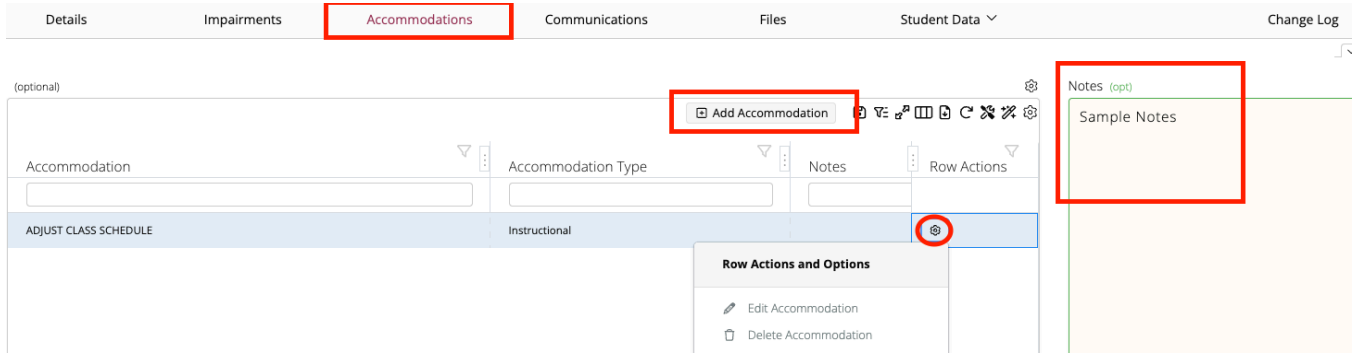 Details Impairments Accommodations Communications Files Student Data Change Log
(optional)
Add Accommodation
Notes (opt)
Sample Notes
Accommodation Accommodation Type Notes Row Actions
ADJUST CLASS SCHEDULE Instructional
Row Actions and Options
Edit Accommodation
Delete Accommodation